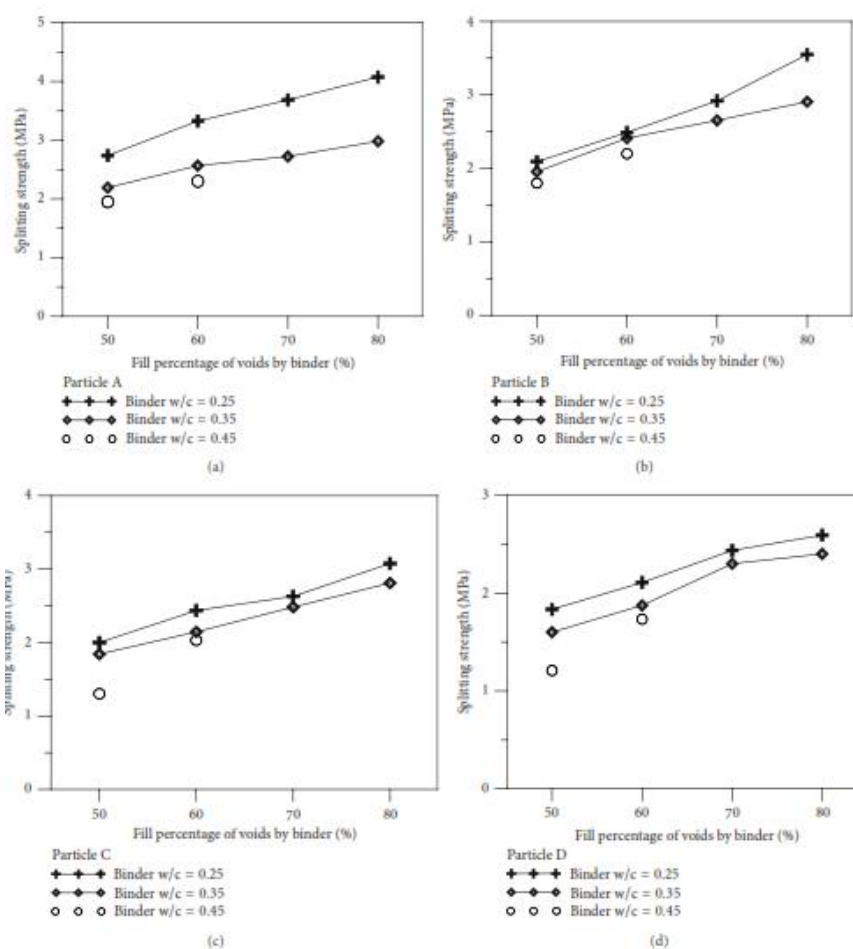 5
4
3
2
1
0
Splitting strength (MPa)
50 60 70 80
Fill percentage of voids by binder (%)
Particle A
Binder w/c = 0.25
Binder w/c = 0.35
Binder w/c = 0.45
(a)
4
3
2
1
0
Splitting strength (MPa)
50 60 70 80
Fill percentage of voids by binder (%)
Particle B
Binder w/c = 0.25
Binder w/c = 0.35
Binder w/c = 0.45
(b)
4
3
2
1
0
Splitting strength (MPa)
50 60 70 80
Fill percentage of voids by binder (%)
Particle C
Binder w/c = 0.25
Binder w/c = 0.35
Binder w/c = 0.45
(c)
3
2
1
0
Splitting strength (MPa)
50 60 70 80
Fill percentage of voids by binder (%)
Particle D
Binder w/c = 0.25
Binder w/c = 0.35
Binder w/c = 0.45
(d)